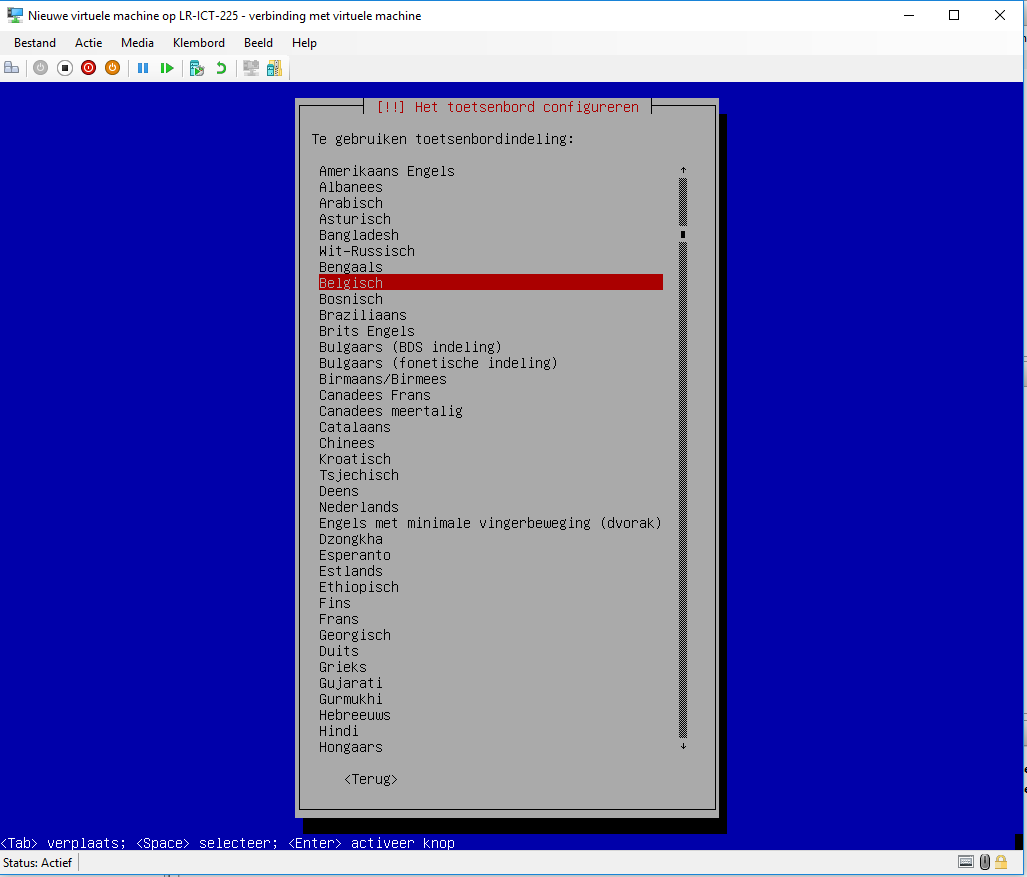 Nieuwe virtuele machine op LR-ICT-225 - verbinding met virtuele machine
Bestand Actie Media Klembord Beeld Help
[!!] Het toetsenbord configureren
Te gebruiken toetsenbordindeling:
Amerikaans Engels
Albanees
Arabisch
Asturisch
Bangladesh
Wit-Russisch
Bengaals
Belgisch
Bosnisch
Braziliaans
Brits Engels
Bulgaars (BDS indeling)
Bulgaars (fonetische indeling)
Birmaans/Birmees
Canadees Frans
Canadees meertalig
Catalaans
Chinees
Kroatisch
Tsjechisch
Deens
Nederlands
Engels met minimale vingerbeweging (dvorak)
Dzongkha
Esperanto
Estlands
Ethiopisch
Fins
Frans
Georgisch
Duits
Grieks
Gujarati
Gurmukhi
Hebreeuws
Hindi
Hongaars
<Terug>
<Tab> verplaats; <Space> selecteer; <Enter> activeer knop
Status: Actief